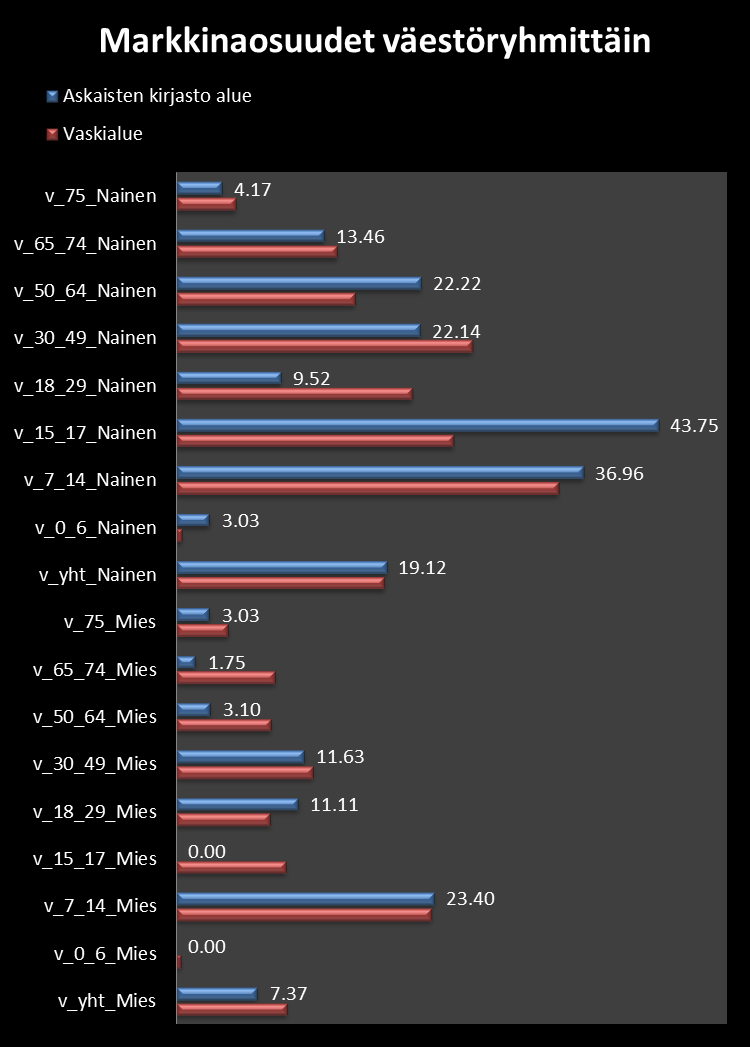 Markkinaosuudet väestöryhmittäin
Askaisten kirjasto alue
Vaskialue
v_75_Nainen 4.17
v_65_74_Nainen 13.46
v_50_64_Nainen 22.22
v_30_49_Nainen 22.14
v_18_29_Nainen 9.52
v_15_17_Nainen 43.75
v_7_14_Nainen 36.96
v_0_6_Nainen 3.03
v_yht_Nainen 19.12
v_75_Mies 3.03
v_65_74_Mies 1.75
v_50_64_Mies 3.10
v_30_49_Mies 11.63
v_18_29_Mies 11.11
v_15_17_Mies 0.00
v_7_14_Mies 23.40
v_0_6_Mies 0.00
v_yht_Mies 7.37